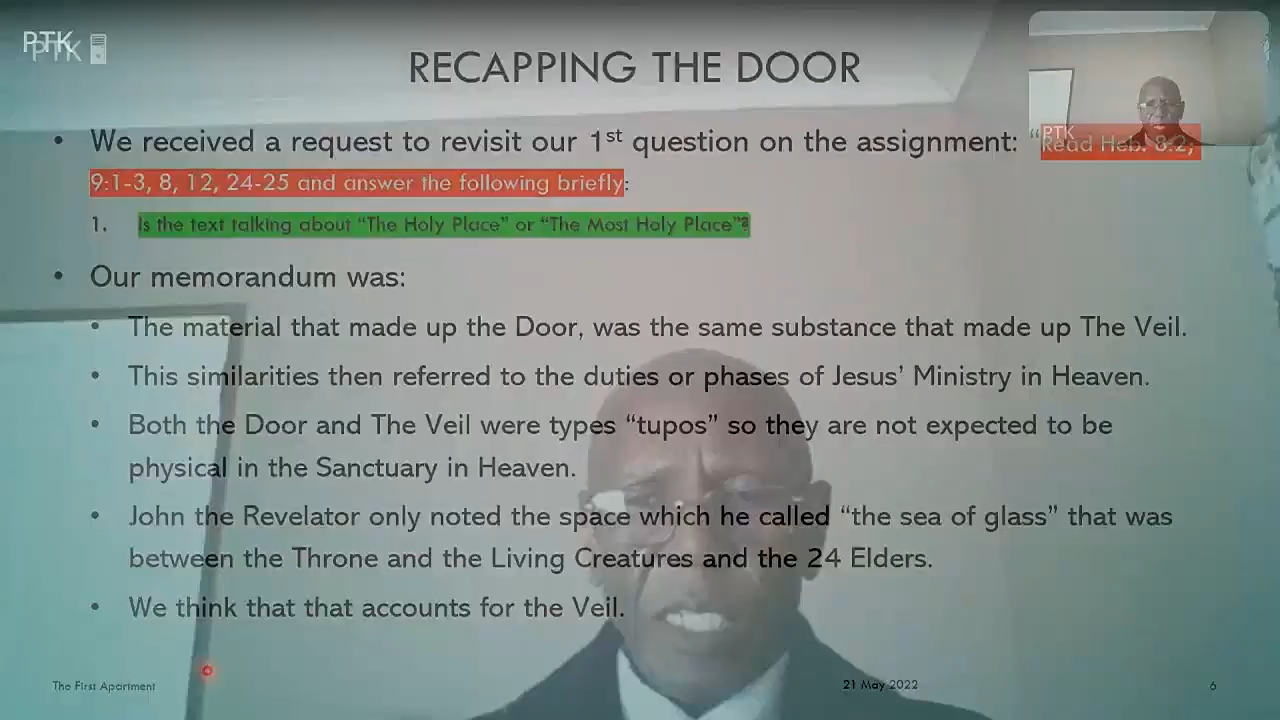 PTK
PTK
RECAPPING THE DOOR
• We received a request to revisit our 1st question on the assignment: “Read Heb. 8:2,
PTK
9:1-3, 8, 12, 24-25 and answer the following briefly:
1. Is the text talking about “The Holy Place” or “The Most Holy Place”?
• Our memorandum was:
• The material that made up the Door, was the same substance that made up The Veil.
• This similarities then referred to the duties or phases of Jesus’ Ministry in Heaven.
• Both the Door and The Veil were types “tupos” so they are not expected to be
physical in the Sanctuary in Heaven.
• John the Revelator only noted the space which he called “the sea of glass” that was
between the Throne and the Living Creatures and the 24 Elders.
• We think that that accounts for the Veil.
The First Apartment
21 May 2022
6